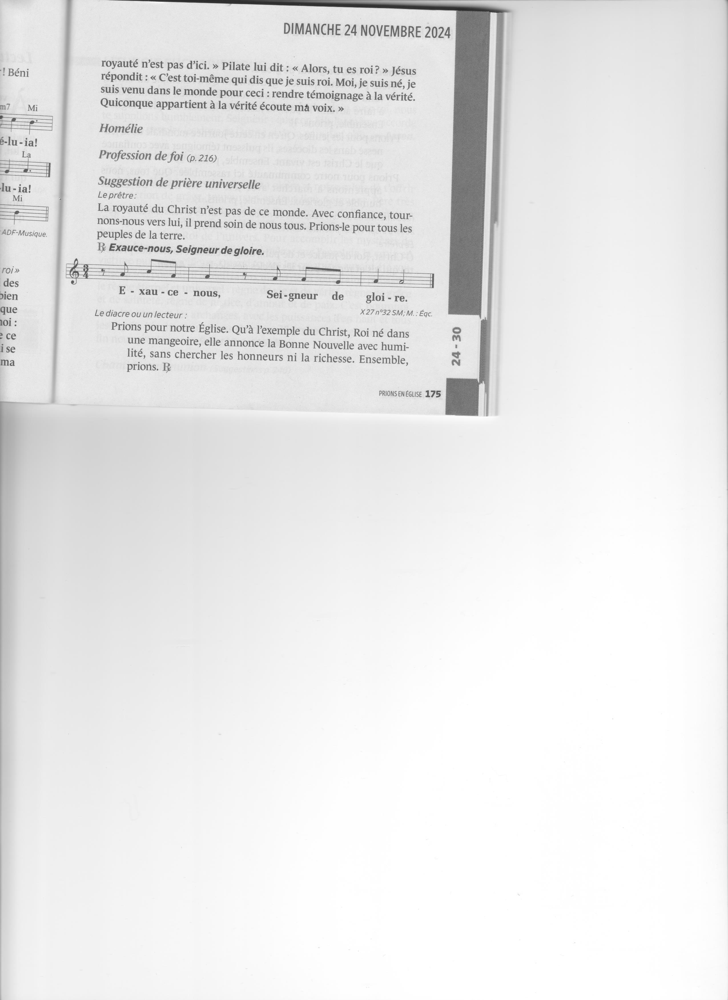 ! Béni
m7 Mi
é-lu-ia!
La
lu-ia!
Mi
ADF-Musique.
roi»
des
bien
que
noi :
ce
i se
ma
DIMANCHE 24 NOVEMBRE 2024
royauté n’est pas d’ici. » Pilate lui dit : « Alors, tu es roi ? » Jésus
répondit : « C’est toi-même qui dis que je suis roi. Moi, je suis né, je
suis venu dans le monde pour ceci : rendre témoignage à la vérité.
Quiconque appartient à la vérité écoute ma voix. »
Homélie
Profession de foi (p. 216)
Suggestion de prière universelle
Le prêtre :
La royauté du Christ n’est pas de ce monde. Avec confiance, tour-
nons-nous vers lui, il prend soin de nous tous. Prions-le pour tous les
peuples de la terre.
℟ Exauce-nous, Seigneur de gloire.
3
4
E - xau - ce - nous, Sei - gneur de gloi - re.
X 27 n°32 SM; M. : Éqc.
Le diacre ou un lecteur :
Prions pour notre Église. Qu’à l’exemple du Christ, Roi né dans
une mangeoire, elle annonce la Bonne Nouvelle avec humi-
lité, sans chercher les honneurs ni la richesse. Ensemble,
prions. ℟
24 - 30
PRIONS EN ÉGLISE 175